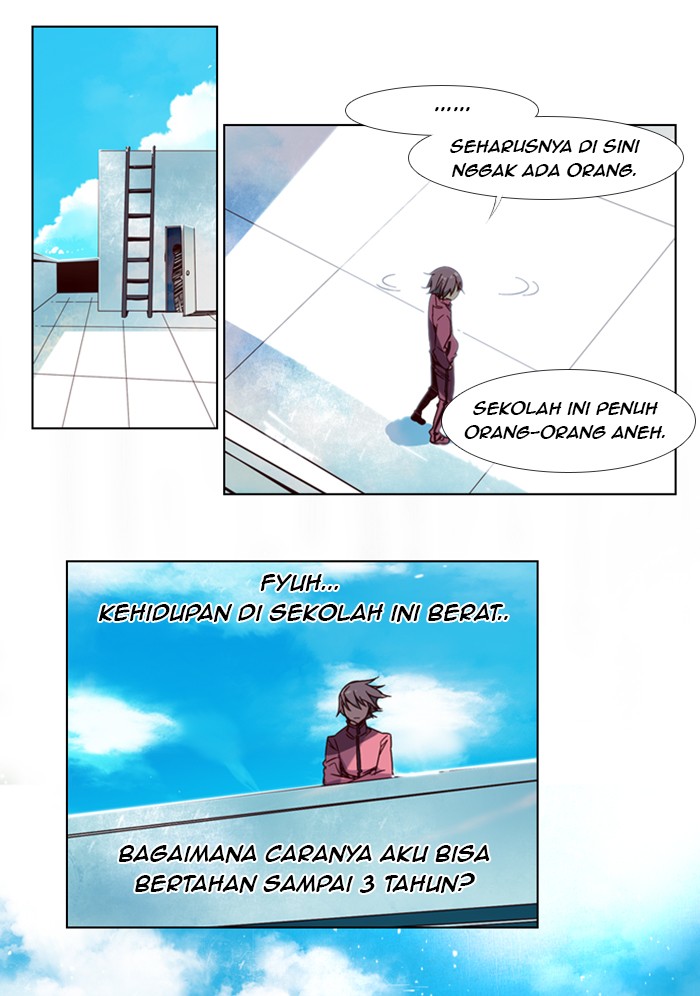 ......
SEHARUSNYA DI SINI
NGGAK ADA ORANG.
SEKOLAH INI PENUH
ORANG-ORANG ANEH.
FYUH...
KEHIDUPAN DI SEKOLAH INI BERAT..
BAGAIMANA CARANYA AKU BISA
BERTAHAN SAMPAI 3 TAHUN?